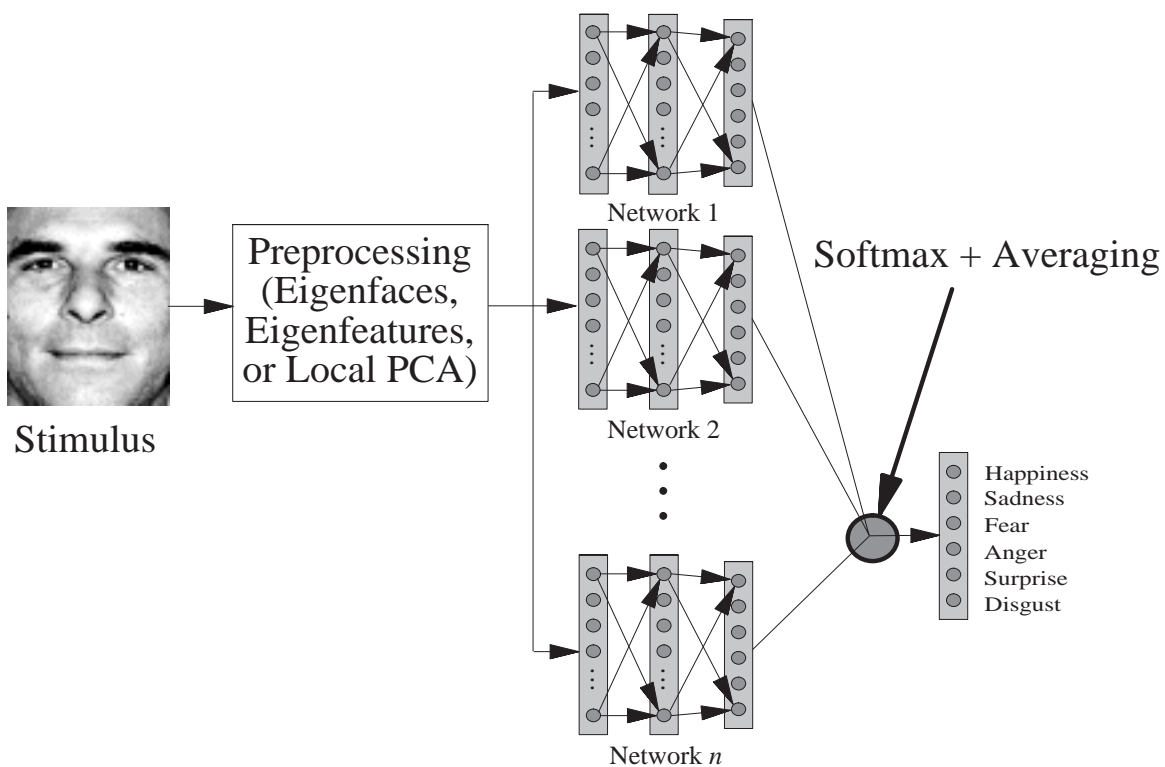 Network 1
Stimulus
Preprocessing
(Eigenfaces,
Eigenfeatures,
or Local PCA)
Network 2
Softmax + Averaging
Happiness
Sadness
Fear
Anger
Surprise
Disgust
Network n